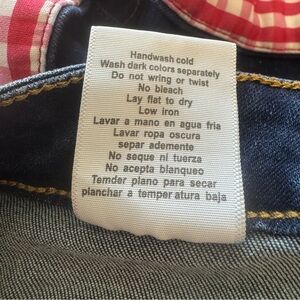 Handwash cold
Wash dark colors separately
Do not wring or twist
No bleach
Lay flat to dry
Low iron
Lavar a mano en agua fria
Lavar ropa oscura
separ ademente
No seque ni tuerza
No acepta blanqueo
Temder plano para secar
planchar a temper atura baja